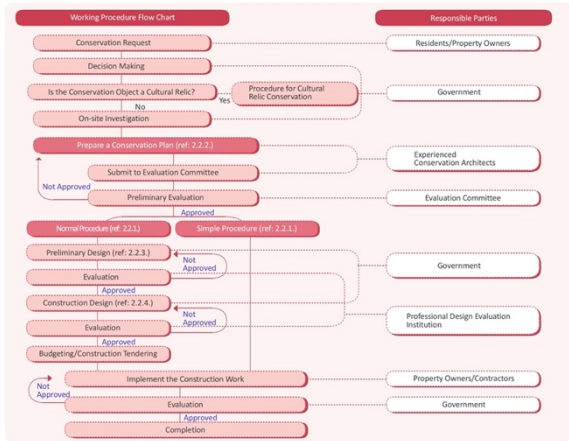 Working Procedure Flow Chart
Responsible Parties
Conservation Request
Residents/Property Owners
Decision Making
Is the Conservation Object a Cultural Relic?
Yes
Procedure for Cultural
Relic Conservation
Government
No
On-site Investigation
Prepare a Conservation Plan (ref: 2.2.2.)
Submit to Evaluation Committee
Experienced
Conservation Architects
Not Approved
Preliminary Evaluation
Evaluation Committee
Approved
Normal Procedure (ref: 2.2.1.)
Simple Procedure (ref: 2.2.1.)
Preliminary Design (ref: 2.2.3.)
Not
Approved
Government
Evaluation
Approved
Construction Design (ref: 2.2.4.)
Not
Approved
Professional Design Evaluation
Institution
Evaluation
Approved
Budgeting/Construction Tendering
Implement the Construction Work
Property Owners/Contractors
Not
Approved
Evaluation
Government
Approved
Completion